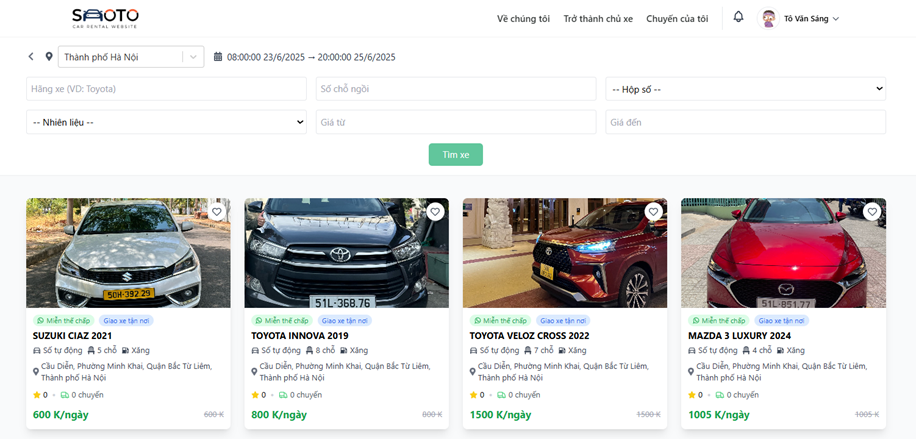 SMOTO
CAR RENTAL WEBSITE
Về chúng tôi
Trở thành chủ xe
Chuyến của tôi
Tô Văn Sáng
Thành phố Hà Nội
08:00:00 23/6/2025 → 20:00:00 25/6/2025
Hãng xe (VD: Toyota)
Số chỗ ngồi
-- Hộp số --
-- Nhiên liệu --
Giá từ
Giá đến
Tìm xe
50H-392.29
51L-368.76
51L-851.77
Miễn thế chấp Giao xe tận nơi
SUZUKI CIAZ 2021
Số tự động 5 chỗ Xăng
Cầu Diễn, Phường Minh Khai, Quận Bắc Từ Liêm,
Thành phố Hà Nội
0 • 0 chuyến
600 K/ngày 600 K
Miễn thế chấp Giao xe tận nơi
TOYOTA INNOVA 2019
Số tự động 8 chỗ Xăng
Cầu Diễn, Phường Minh Khai, Quận Bắc Từ Liêm,
Thành phố Hà Nội
0 • 0 chuyến
800 K/ngày 800 K
Miễn thế chấp Giao xe tận nơi
TOYOTA VELOZ CROSS 2022
Số tự động 7 chỗ Xăng
Cầu Diễn, Phường Minh Khai, Quận Bắc Từ Liêm,
Thành phố Hà Nội
0 • 0 chuyến
1500 K/ngày 1500 K
Miễn thế chấp Giao xe tận nơi
MAZDA 3 LUXURY 2024
Số tự động 4 chỗ Xăng
Cầu Diễn, Phường Minh Khai, Quận Bắc Từ Liêm,
Thành phố Hà Nội
0 • 0 chuyến
1005 K/ngày 1005 K